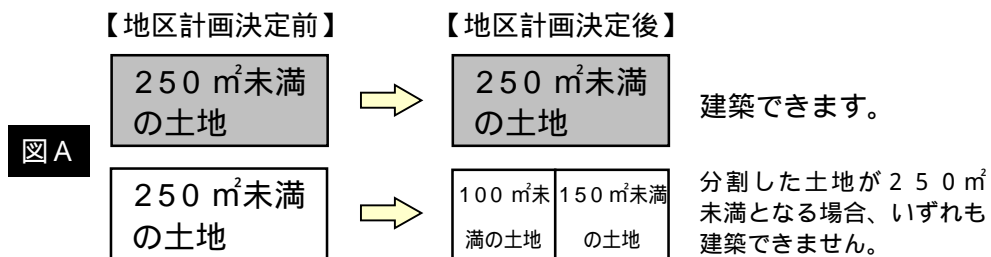 【地区計画決定前】 【地区計画決定後】
250㎡未満
の土地
250㎡未満
の土地
建築できます。
図A
250㎡未満
の土地
100㎡未
満の土地
150㎡未満
の土地
分割した土地が250㎡
未満となる場合、いずれも
建築できません。